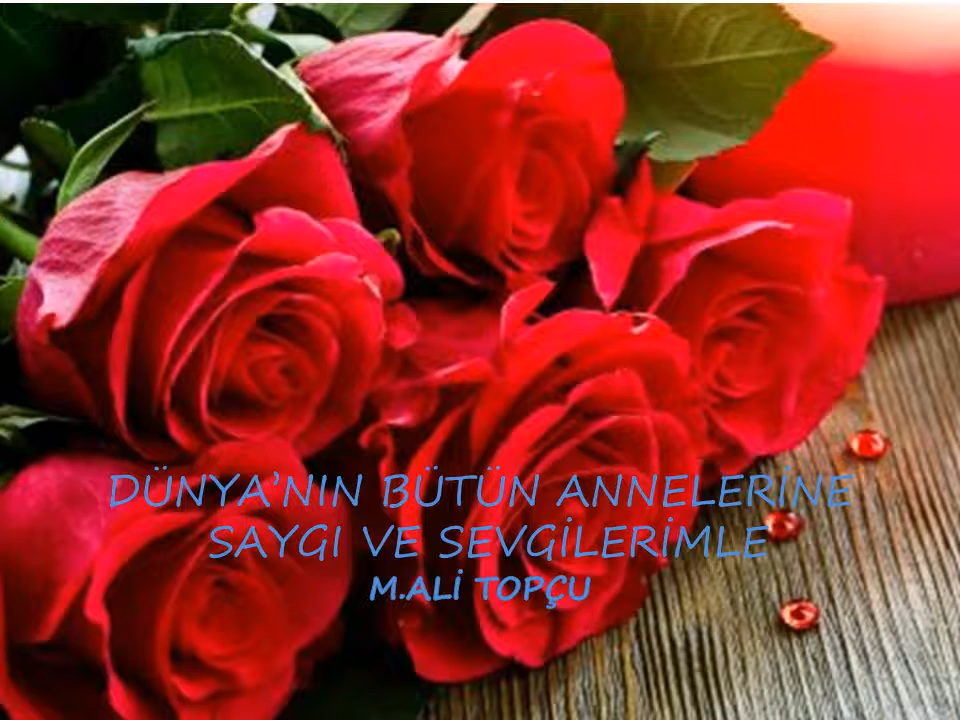 DÜNYA’NIN BÜTÜN ANNELERİNE
SAYGI VE SEVGİLERİMLE
M.ALİ TOPÇU